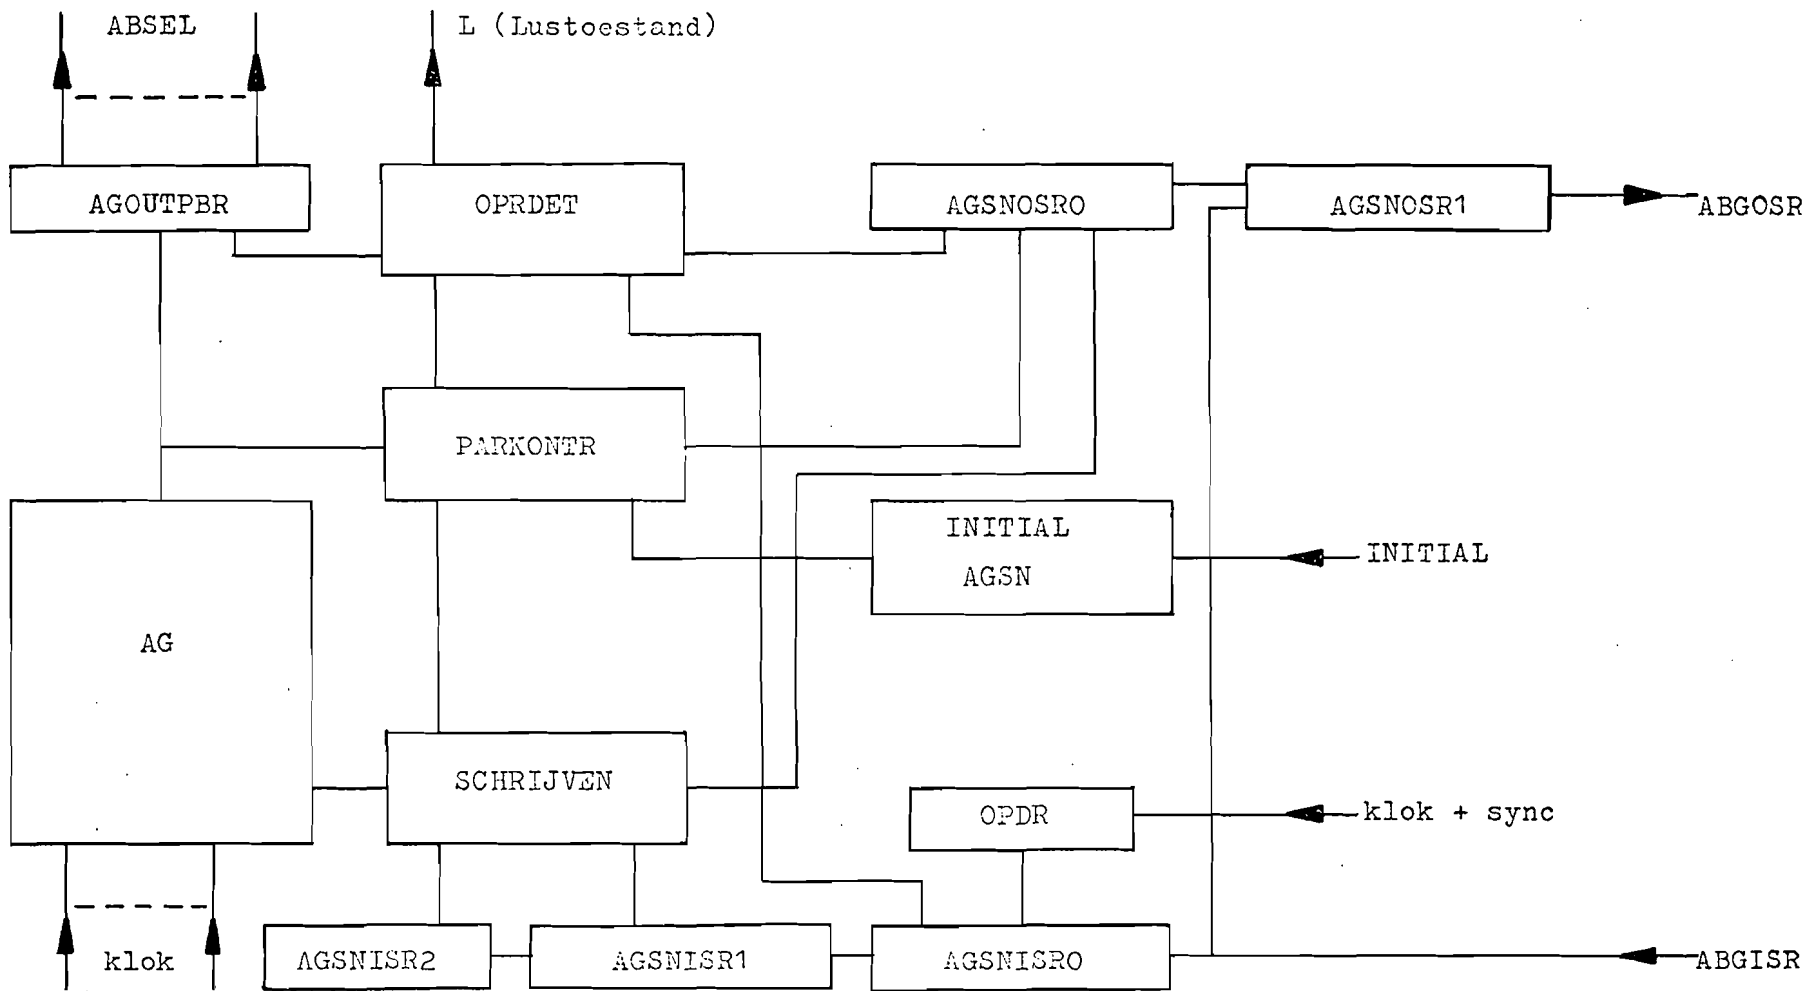 ABSEL
L (Lustoestand)
AGOUTPBR
OPRDET
AGSNOSR0
AGSNOSR1
ABGOSR
PARKONTR
INITIAL
AGSN
INITIAL
AG
SCHRIJVEN
OPDR
klok + sync
klok
AGSNISR2
AGSNISR1
AGSNISR0
ABGISR